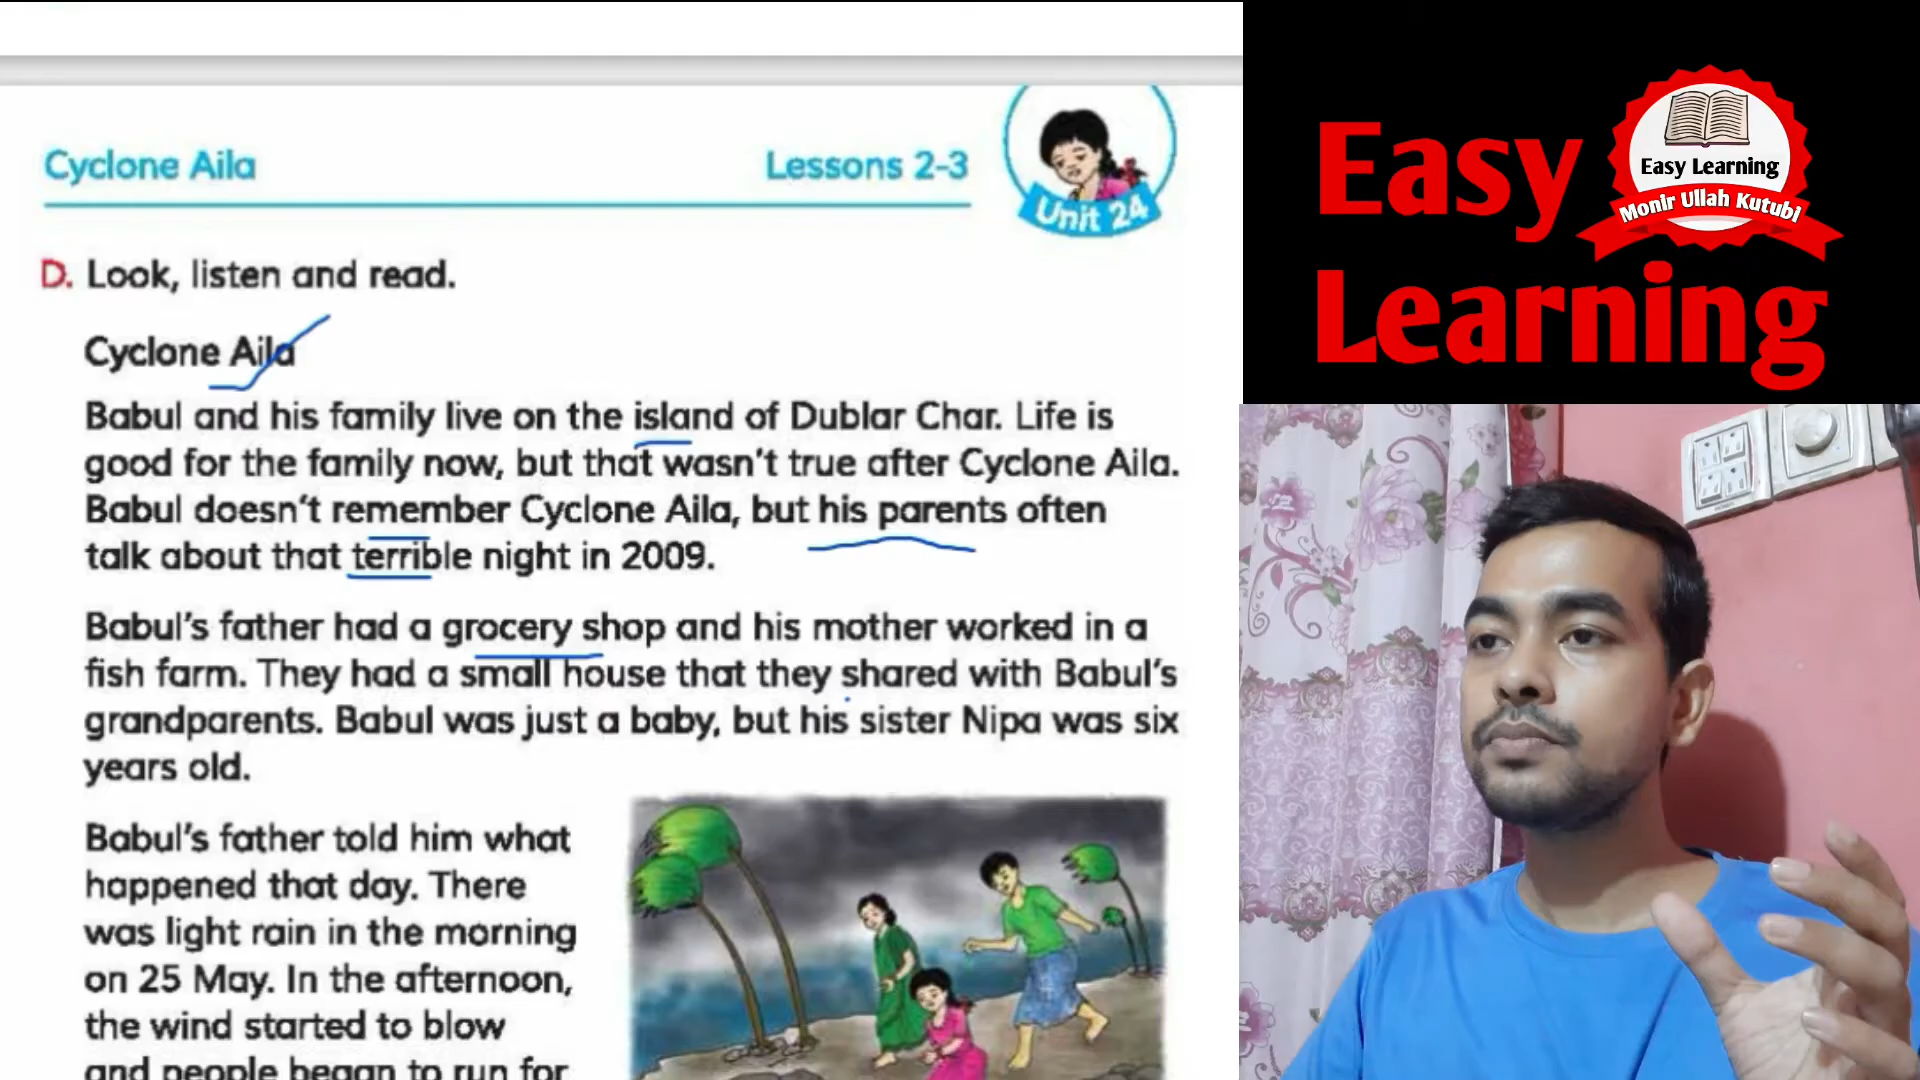 Cyclone Aila
Lessons 2-3
Unit 24
D. Look, listen and read.
Cyclone Aila
Babul and his family live on the island of Dublar Char. Life is
good for the family now, but that wasn't true after Cyclone Aila.
Babul doesn't remember Cyclone Aila, but his parents often
talk about that terrible night in 2009.
Babul's father had a grocery shop and his mother worked in a
fish farm. They had a small house that they shared with Babul's
grandparents. Babul was just a baby, but his sister Nipa was six
years old.
Babul's father told him what
happened that day. There
was light rain in the morning
on 25 May. In the afternoon,
the wind started to blow
and people began to run for
Easy
Learning
Easy Learning
Monir Ullah Kutubi